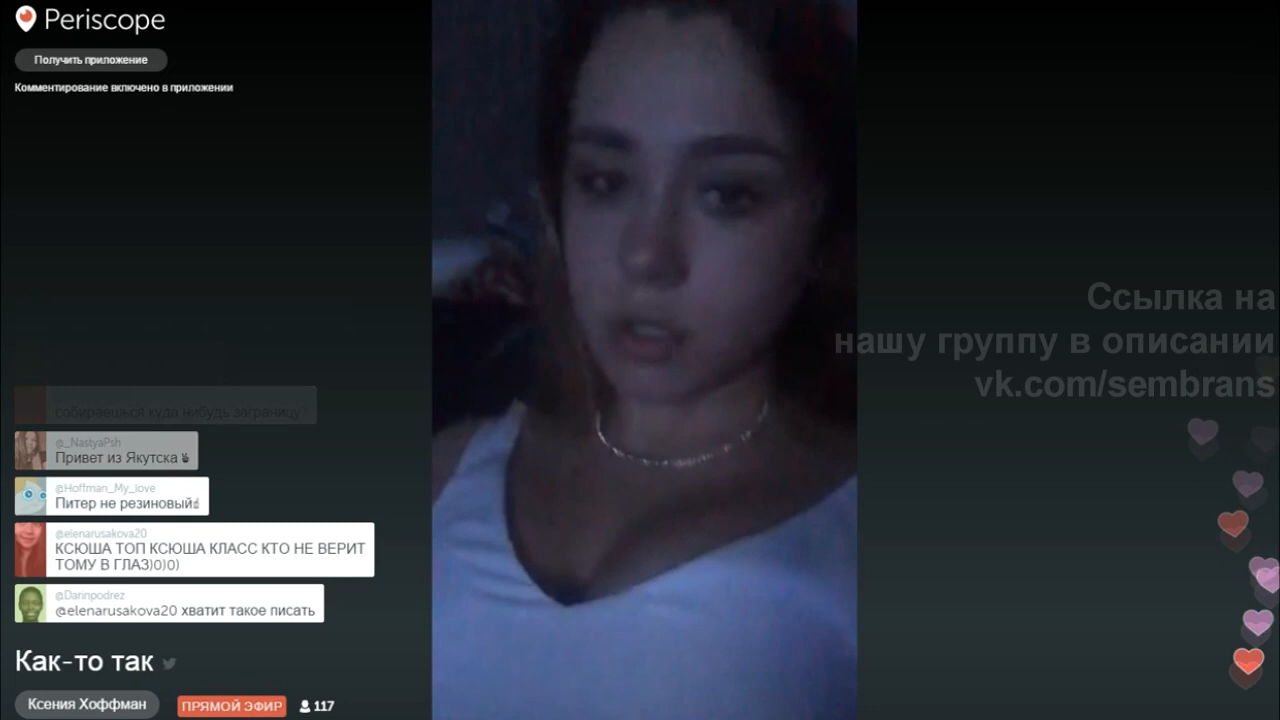 Periscope
Получить приложение
Комментирование включено в приложении
Ссылка на
нашу группу в описании
vk.com/sembrans
собираешься куда нибудь заграницу?
@_NastyaPsh
Привет из Якутска
@Hoffman_My_love
Питер не резиновый
@elenarusakova20
КСЮША ТОП КСЮША КЛАСС КТО НЕ ВЕРИТ
ТОМУ В ГЛАЗ)0)0)
@Darinpodrez
@elenarusakova20 хватит такое писать
Как-то так
Ксения Хоффман
ПРЯМОЙ ЭФИР
117